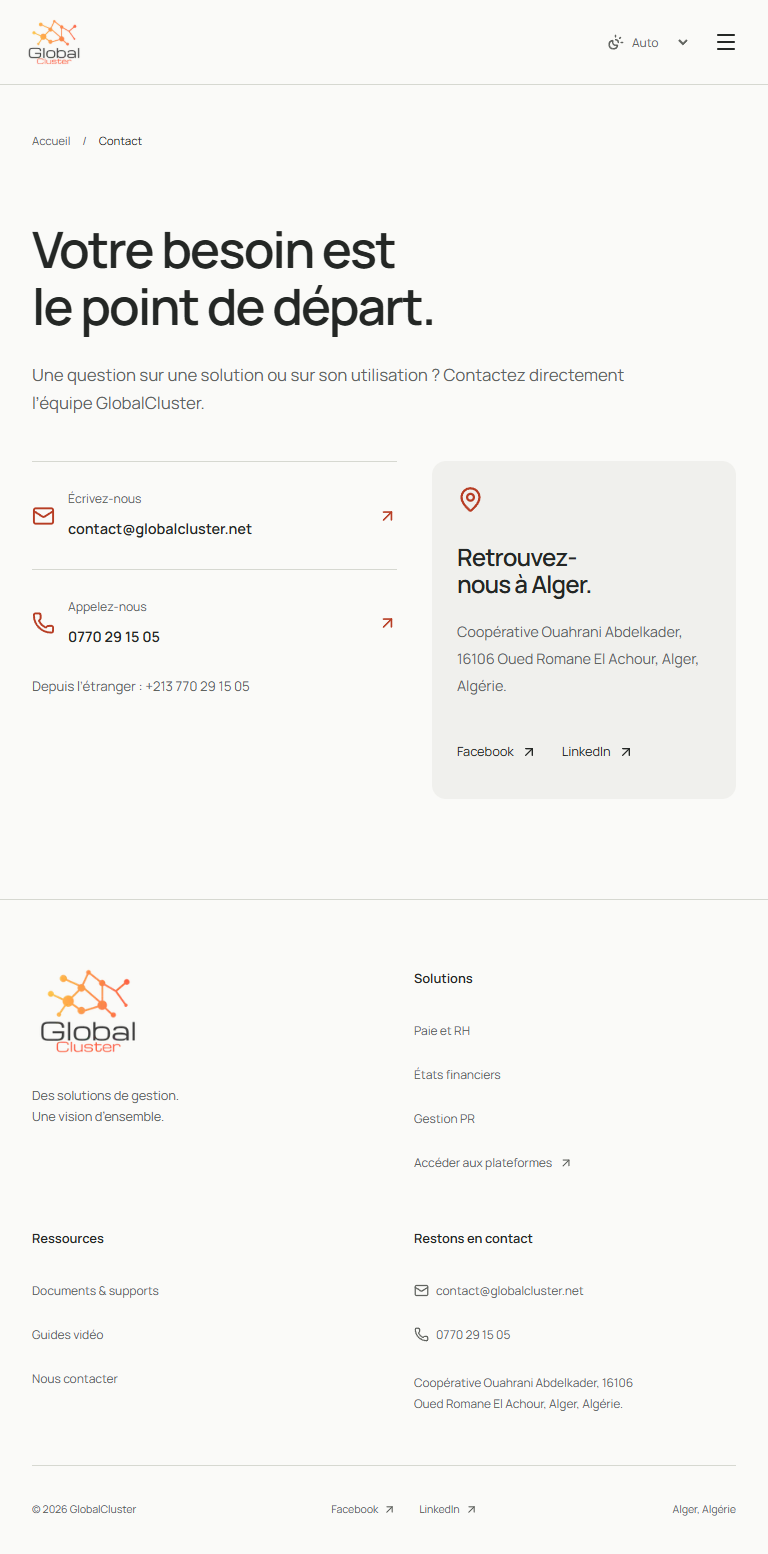 Global
Cluster
Auto
Accueil / Contact
Votre besoin est
le point de départ.
Une question sur une solution ou sur son utilisation ? Contactez directement
l'équipe GlobalCluster.
Écrivez-nous
contact@globalcluster.net
Appelez-nous
0770 29 15 05
Depuis l'étranger : +213 770 29 15 05
Retrouvez-
nous à Alger.
Coopérative Ouahrani Abdelkader,
16106 Oued Romane El Achour, Alger,
Algérie.
Facebook LinkedIn
Global
Cluster
Des solutions de gestion.
Une vision d'ensemble.
Solutions
Paie et RH
États financiers
Gestion PR
Accéder aux plateformes
Ressources
Documents & supports
Guides vidéo
Nous contacter
Restons en contact
contact@globalcluster.net
0770 29 15 05
Coopérative Ouahrani Abdelkader, 16106
Oued Romane El Achour, Alger, Algérie.
© 2026 GlobalCluster
Facebook LinkedIn
Alger, Algérie